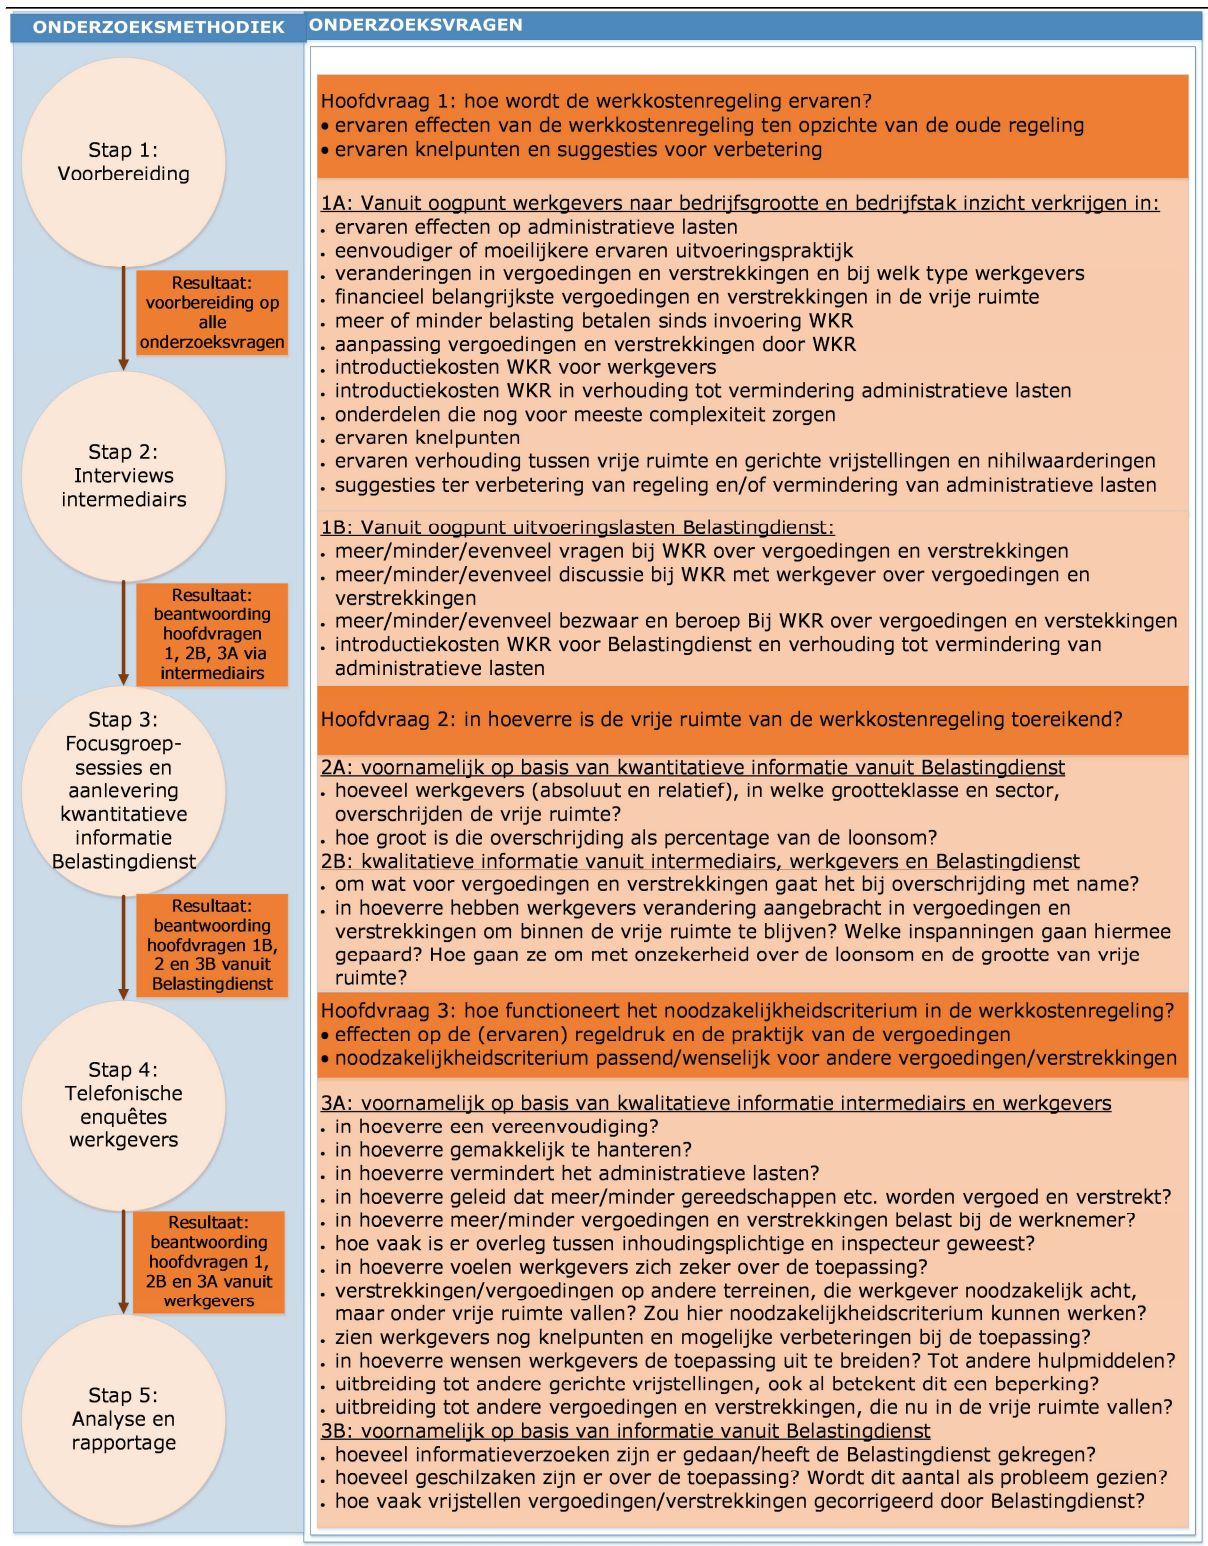 ONDERZOEKSMETHODIEK
Stap 1:
Voorbereiding
Resultaat:
voorbereiding op
alle
onderzoeksvragen
Stap 2:
Interviews
intermediairs
Resultaat:
beantwoording
hoofdvragen
1, 2B, 3A via
intermediairs
Stap 3:
Focusgroep-
sessies en
aanlevering
kwantitatieve
informatie
Belastingdienst
Resultaat:
beantwoording
hoofdvragen 1B,
2 en 3B vanuit
Belastingdienst
Stap 4:
Telefonische
enquêtes
werkgevers
Resultaat:
beantwoording
hoofdvragen 1,
2B en 3A vanuit
werkgevers
Stap 5:
Analyse en
rapportage
ONDERZOEKSVRAGEN
Hoofdvraag 1: hoe wordt de werkkostenregeling ervaren?
• ervaren effecten van de werkkostenregeling ten opzichte van de oude regeling
• ervaren knelpunten en suggesties voor verbetering
1A: Vanuit oogpunt werkgevers naar bedrijfsgrootte en bedrijfstak inzicht verkrijgen in:
• ervaren effecten op administratieve lasten
• eenvoudiger of moeilijkere ervaren uitvoeringspraktijk
• veranderingen in vergoedingen en verstrekkingen en bij welk type werkgevers
• financieel belangrijkste vergoedingen en verstrekkingen in de vrije ruimte
• meer of minder belasting betalen sinds invoering WKR
• aanpassing vergoedingen en verstrekkingen door WKR
• introductiekosten WKR voor werkgevers
• introductiekosten WKR in verhouding tot vermindering administratieve lasten
• onderdelen die nog voor meeste complexiteit zorgen
• ervaren knelpunten
• ervaren verhouding tussen vrije ruimte en gerichte vrijstellingen en nihilwaarderingen
• suggesties ter verbetering van regeling en/of vermindering van administratieve lasten
1B: Vanuit oogpunt uitvoeringslasten Belastingdienst:
• meer/minder/evenveel vragen bij WKR over vergoedingen en verstrekkingen
• meer/minder/evenveel discussie bij WKR met werkgever over vergoedingen en
verstrekkingen
• meer/minder/evenveel bezwaar en beroep Bij WKR over vergoedingen en verstekkingen
• introductiekosten WKR voor Belastingdienst en verhouding tot vermindering van
administratieve lasten
Hoofdvraag 2: in hoeverre is de vrije ruimte van de werkkostenregeling toereikend?
2A: voornamelijk op basis van kwantitatieve informatie vanuit Belastingdienst
• hoeveel werkgevers (absoluut en relatief), in welke grootteklasse en sector,
overschrijden de vrije ruimte?
• hoe groot is die overschrijding als percentage van de loonsom?
2B: kwalitatieve informatie vanuit intermediairs, werkgevers en Belastingdienst
• om wat voor vergoedingen en verstrekkingen gaat het bij overschrijding met name?
• in hoeverre hebben werkgevers verandering aangebracht in vergoedingen en
verstrekkingen om binnen de vrije ruimte te blijven? Welke inspanningen gaan hiermee
gepaard? Hoe gaan ze om met onzekerheid over de loonsom en de grootte van vrije
ruimte?
Hoofdvraag 3: hoe functioneert het noodzakelijkheidscriterium in de werkkostenregeling?
• effecten op de (ervaren) regeldruk en de praktijk van de vergoedingen
• noodzakelijkheidscriterium passend/wenselijk voor andere vergoedingen/verstrekkingen
3A: voornamelijk op basis van kwalitatieve informatie intermediairs en werkgevers
• in hoeverre een vereenvoudiging?
• in hoeverre gemakkelijk te hanteren?
• in hoeverre vermindert het administratieve lasten?
• in hoeverre geleid dat meer/minder gereedschappen etc. worden vergoed en verstrekt?
• in hoeverre meer/minder vergoedingen en verstrekkingen belast bij de werknemer?
• hoe vaak is er overleg tussen inhoudingsplichtige en inspecteur geweest?
• in hoeverre voelen werkgevers zich zeker over de toepassing?
• verstrekkingen/vergoedingen op andere terreinen, die werkgever noodzakelijk acht,
maar onder vrije ruimte vallen? Zou hier noodzakelijkheidscriterium kunnen werken?
• zien werkgevers nog knelpunten en mogelijke verbeteringen bij de toepassing?
• in hoeverre wensen werkgevers de toepassing uit te breiden? Tot andere hulpmiddelen?
• uitbreiding tot andere gerichte vrijstellingen, ook al betekent dit een beperking?
• uitbreiding tot andere vergoedingen en verstrekkingen, die nu in de vrije ruimte vallen?
3B: voornamelijk op basis van informatie vanuit Belastingdienst
• hoeveel informatieverzoeken zijn er gedaan/heeft de Belastingdienst gekregen?
• hoeveel geschilzaken zijn er over de toepassing? Wordt dit aantal als probleem gezien?
• hoe vaak vrijstellen vergoedingen/verstrekkingen gecorrigeerd door Belastingdienst?